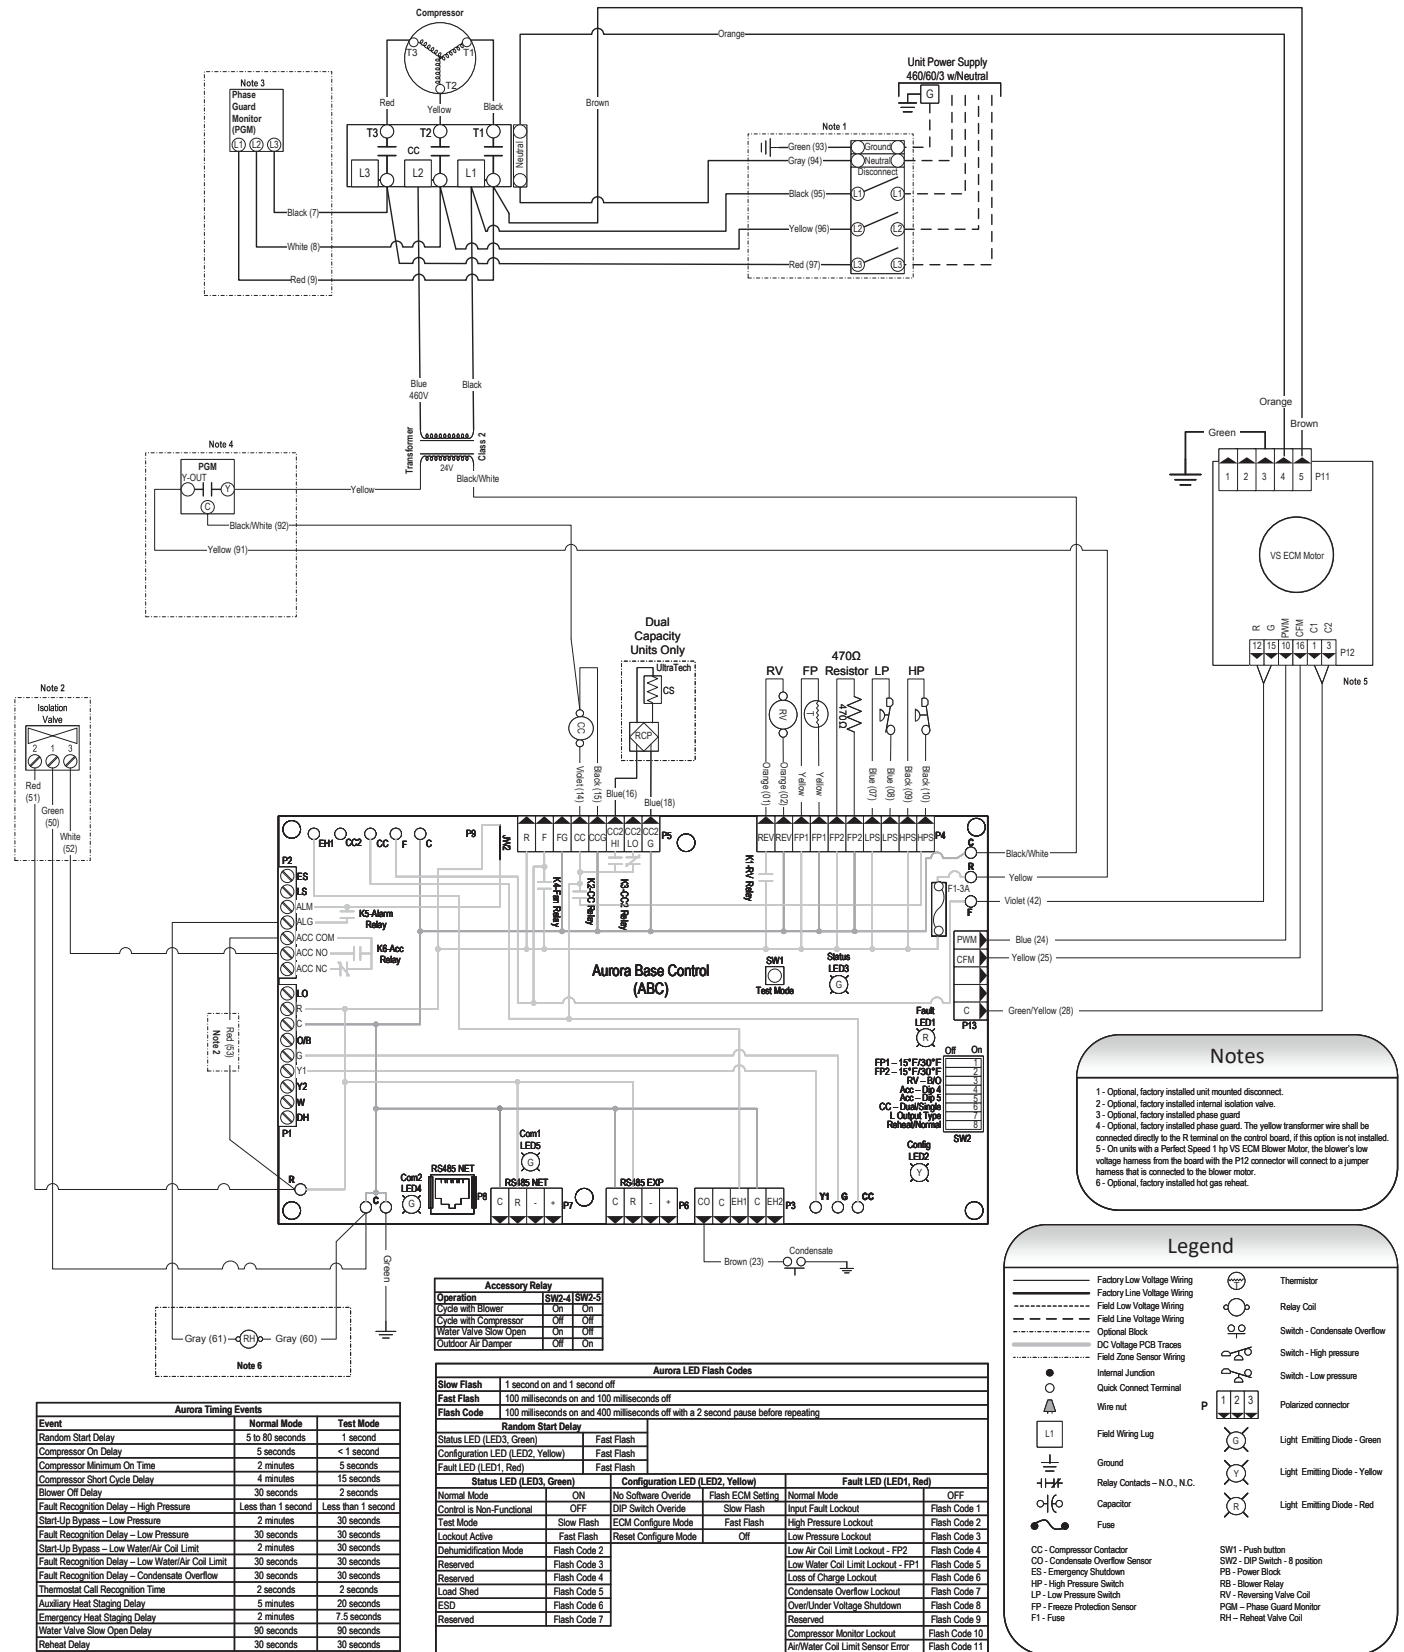 Compressor
T3
T1
T2
Orange
Unit Power Supply
460/60/3 w/Neutral
G
Note 3
Phase
Guard
Monitor
(PGM)
L1 L2 L3
Red
Yellow
Black
Brown
T3 T2 T1
CC
L3 L2 L1
Neutral
Note 1
Green (93)
Ground
Gray (94)
Neutral
Disconnect
Black (95)
L1 L1
Yellow (96)
L2 L2
Red (97)
L3 L3
Black (7)
White (8)
Red (9)
Blue
460V
Black
Transformer
Class 2
24V
Black/White
Note 4
PGM
Y-OUT
Y
C
Yellow
Black/White (92)
Yellow (91)
Orange
Brown
Green
1 2 3 4 5 P11
VS ECM Motor
R G PWM CFM C1 C2
12 15 10 16 1 3 P12
Note 5
Dual
Capacity
Units Only
UltraTech
CS
RCP
CC
Violet (14)
Black (15)
Blue(16)
Blue(18)
RV FP 470Ω Resistor LP HP
RV
T
470Ω
Orange (01)
Orange (02)
Yellow
Yellow
Blue (07)
Blue (08)
Black (09)
Black (10)
Note 2
Isolation
Valve
2 1 3
Red
(51)
Green
(50)
White
(52)
EH1 CC2 CC F C
P9
JW2
R F FG CC CCG CC2 HI CC2 LO CC2 G P5
REV REV FP1 FP1 FP2 FP2 LPS LPS HPS HPS P4
K4-Fan Relay
K2-CC Relay
K3-CC2 Relay
K1-RV Relay
C
Black/White
R
Yellow
F1-3A
Violet (42)
F
P2
ES
LS
ALM
ALG
ACC COM
ACC NO
ACC NC
K5-Alarm
Relay
K6-Acc
Relay
LO
R
C
O/B
G
Y1
Y2
W
DH
P1
Aurora Base Control
(ABC)
SW1
Test Mode
Status
LED3
G
PWM
Blue (24)
CFM
Yellow (25)
C
Green/Yellow (28)
P13
Fault
LED1
R
Off On
FP1 – 15°F/30°F 1
FP2 – 15°F/30°F 2
RV – B/O 3
Acc – Dip 4 4
Acc – Dip 5 5
CC – Dual/Single 6
L Output Type 7
Reheat/Normal 8
SW2
Config
LED2
Y
Red (53)
Note 2
R
C
Com2
LED4
G
RS485 NET
P8
Com1
LED5
G
RS485 NET
C R - + P7
RS485 EXP
C R - + P6
CO C EH1 C EH2 P3
Y1 G CC
Green
Brown (23)
Condensate
Gray (61)
RH
Gray (60)
Note 6
Notes
1 - Optional, factory installed unit mounted disconnect.
2 - Optional, factory installed internal isolation valve.
3 - Optional, factory installed phase guard
4 - Optional, factory installed phase guard. The yellow transformer wire shall be
connected directly to the R terminal on the control board, if this option is not installed.
5 - On units with a Perfect Speed 1 hp VS ECM Blower Motor, the blower's low
voltage harness from the board with the P12 connector will connect to a jumper
harness that is connected to the blower motor.
6 - Optional, factory installed hot gas reheat.
Legend
Factory Low Voltage Wiring
Factory Line Voltage Wiring
Field Low Voltage Wiring
Field Line Voltage Wiring
Optional Block
DC Voltage PCB Traces
Field Zone Sensor Wiring
Internal Junction
Quick Connect Terminal
Wire nut
L1
Field Wiring Lug
Ground
Relay Contacts – N.O., N.C.
Capacitor
Fuse
Thermistor
Relay Coil
Switch - Condensate Overflow
Switch - High pressure
Switch - Low pressure
P 1 2 3
Polarized connector
G Light Emitting Diode - Green
Y Light Emitting Diode - Yellow
R Light Emitting Diode - Red
CC - Compressor Contactor
CO - Condensate Overflow Sensor
ES - Emergency Shutdown
HP - High Pressure Switch
LP - Low Pressure Switch
FP - Freeze Protection Sensor
F1 - Fuse
SW1 - Push button
SW2 - DIP Switch - 8 position
PB - Power Block
RB - Blower Relay
RV - Reversing Valve Coil
PGM – Phase Guard Monitor
RH – Reheat Valve Coil
Accessory Relay
Operation SW2-4 SW2-5
Cycle with Blower On On
Cycle with Compressor Off Off
Water Valve Slow Open On Off
Outdoor Air Damper Off On
Aurora LED Flash Codes
Slow Flash 1 second on and 1 second off
Fast Flash 100 milliseconds on and 100 milliseconds off
Flash Code 100 milliseconds on and 400 milliseconds off with a 2 second pause before repeating
Random Start Delay
Status LED (LED3, Green) Fast Flash
Configuration LED (LED2, Yellow) Fast Flash
Fault LED (LED1, Red) Fast Flash
Status LED (LED3, Green) Configuration LED (LED2, Yellow) Fault LED (LED1, Red)
Normal Mode ON No Software Overide Flash ECM Setting Normal Mode OFF
Control is Non-Functional OFF DIP Switch Overide Slow Flash Input Fault Lockout Flash Code 1
Test Mode Slow Flash ECM Configure Mode Fast Flash High Pressure Lockout Flash Code 2
Lockout Active Fast Flash Reset Configure Mode Off Low Pressure Lockout Flash Code 3
Dehumidification Mode Flash Code 2 Low Air Coil Limit Lockout - FP2 Flash Code 4
Reserved Flash Code 3 Low Water Coil Limit Lockout - FP1 Flash Code 5
Reserved Flash Code 4 Loss of Charge Lockout Flash Code 6
Load Shed Flash Code 5 Condensate Overflow Lockout Flash Code 7
ESD Flash Code 6 Over/Under Voltage Shutdown Flash Code 8
Reserved Flash Code 7 Reserved Flash Code 9
Compressor Monitor Lockout Flash Code 10
Air/Water Coil Limit Sensor Error Flash Code 11
Aurora Timing Events
Event Normal Mode Test Mode
Random Start Delay 5 to 80 seconds 1 second
Compressor On Delay 5 seconds < 1 second
Compressor Minimum On Time 2 minutes 5 seconds
Compressor Short Cycle Delay 4 minutes 15 seconds
Blower Off Delay 30 seconds 2 seconds
Fault Recognition Delay – High Pressure Less than 1 second Less than 1 second
Start-Up Bypass – Low Pressure 2 minutes 30 seconds
Fault Recognition Delay – Low Pressure 30 seconds 30 seconds
Start-Up Bypass – Low Water/Air Coil Limit 2 minutes 30 seconds
Fault Recognition Delay – Low Water/Air Coil Limit 30 seconds 30 seconds
Fault Recognition Delay – Condensate Overflow 30 seconds 30 seconds
Thermostat Call Recognition Time 2 seconds 2 seconds
Auxiliary Heat Staging Delay 5 minutes 20 seconds
Emergency Heat Staging Delay 2 minutes 7.5 seconds
Water Valve Slow Open Delay 90 seconds 90 seconds
Reheat Delay 30 seconds 30 seconds